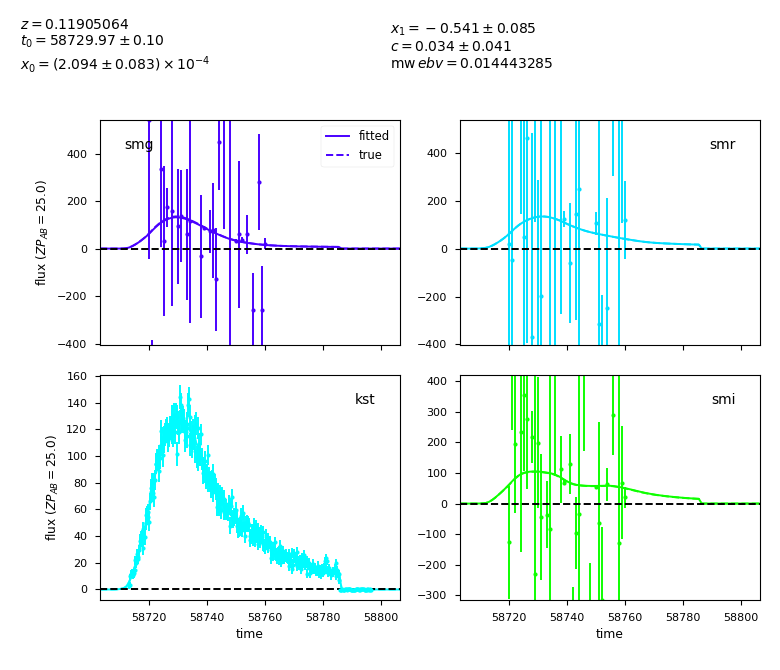 z = 0.11905064
t0 = 58729.97 ± 0.10
x0 = (2.094 ± 0.083) × 10^−4
x1 = −0.541 ± 0.085
c = 0.034 ± 0.041
mw ebv = 0.014443285
smg
fitted
true
400
200
0
−200
−400
flux (ZP_AB = 25.0)
smr
400
200
0
−200
−400
kst
160
140
120
100
80
60
40
20
0
flux (ZP_AB = 25.0)
58720 58740 58760 58780 58800
time
smi
400
300
200
100
0
−100
−200
−300
58720 58740 58760 58780 58800
time